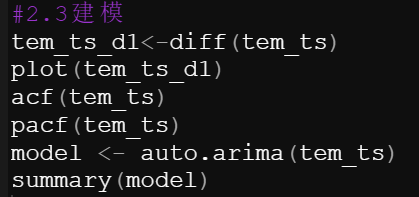 #2.3建模
tem_ts_d1<-diff(tem_ts)
plot(tem_ts_d1)
acf(tem_ts)
pacf(tem_ts)
model <- auto.arima(tem_ts)
summary(model)